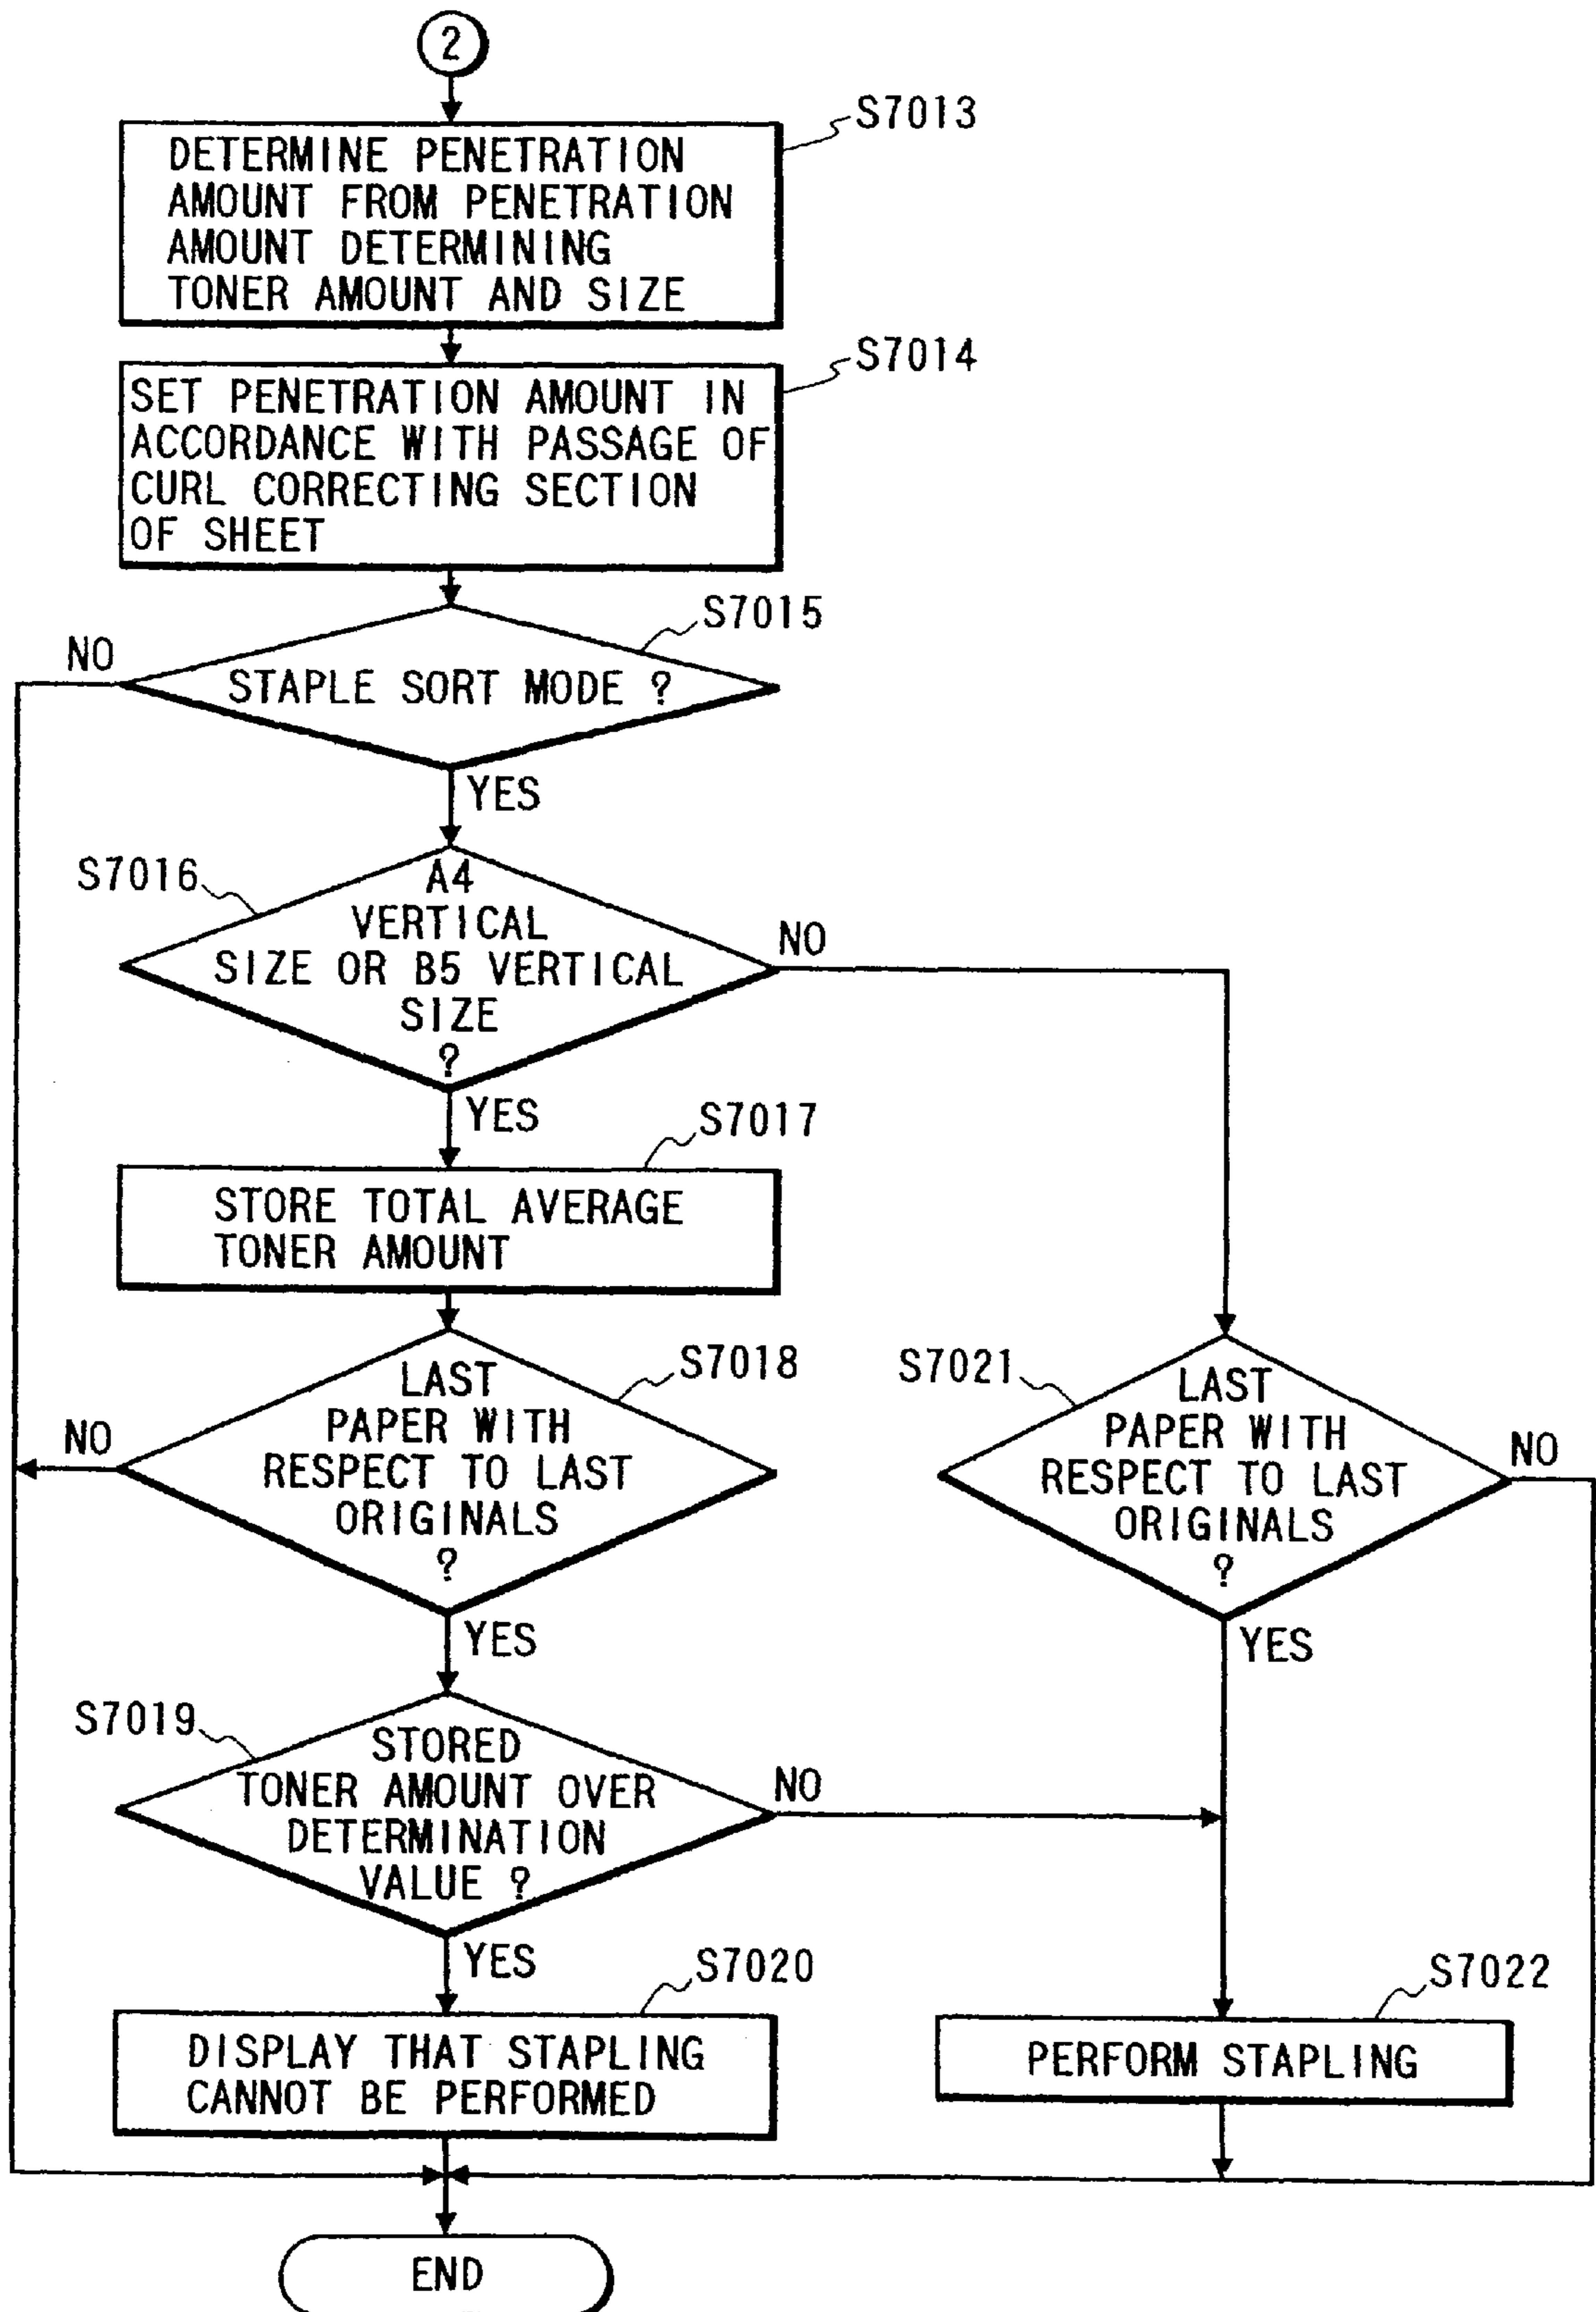 2
S7013
DETERMINE PENETRATION
AMOUNT FROM PENETRATION
AMOUNT DETERMINING
TONER AMOUNT AND SIZE
S7014
SET PENETRATION AMOUNT IN
ACCORDANCE WITH PASSAGE OF
CURL CORRECTING SECTION
OF SHEET
S7015
NO
STAPLE SORT MODE ?
YES
S7016
A4
VERTICAL
SIZE OR B5 VERTICAL
SIZE
?
NO
YES
S7017
STORE TOTAL AVERAGE
TONER AMOUNT
S7018
LAST
PAPER WITH
RESPECT TO LAST
ORIGINALS
?
NO
YES
S7021
LAST
PAPER WITH
RESPECT TO LAST
ORIGINALS
?
NO
YES
S7019
STORED
TONER AMOUNT OVER
DETERMINATION
VALUE ?
NO
YES
S7020
DISPLAY THAT STAPLING
CANNOT BE PERFORMED
S7022
PERFORM STAPLING
END